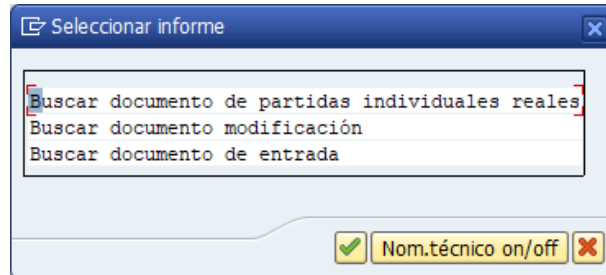 Seleccionar informe
Buscar documento de partidas individuales reales
Buscar documento modificación
Buscar documento de entrada
Nom.técnico on/off